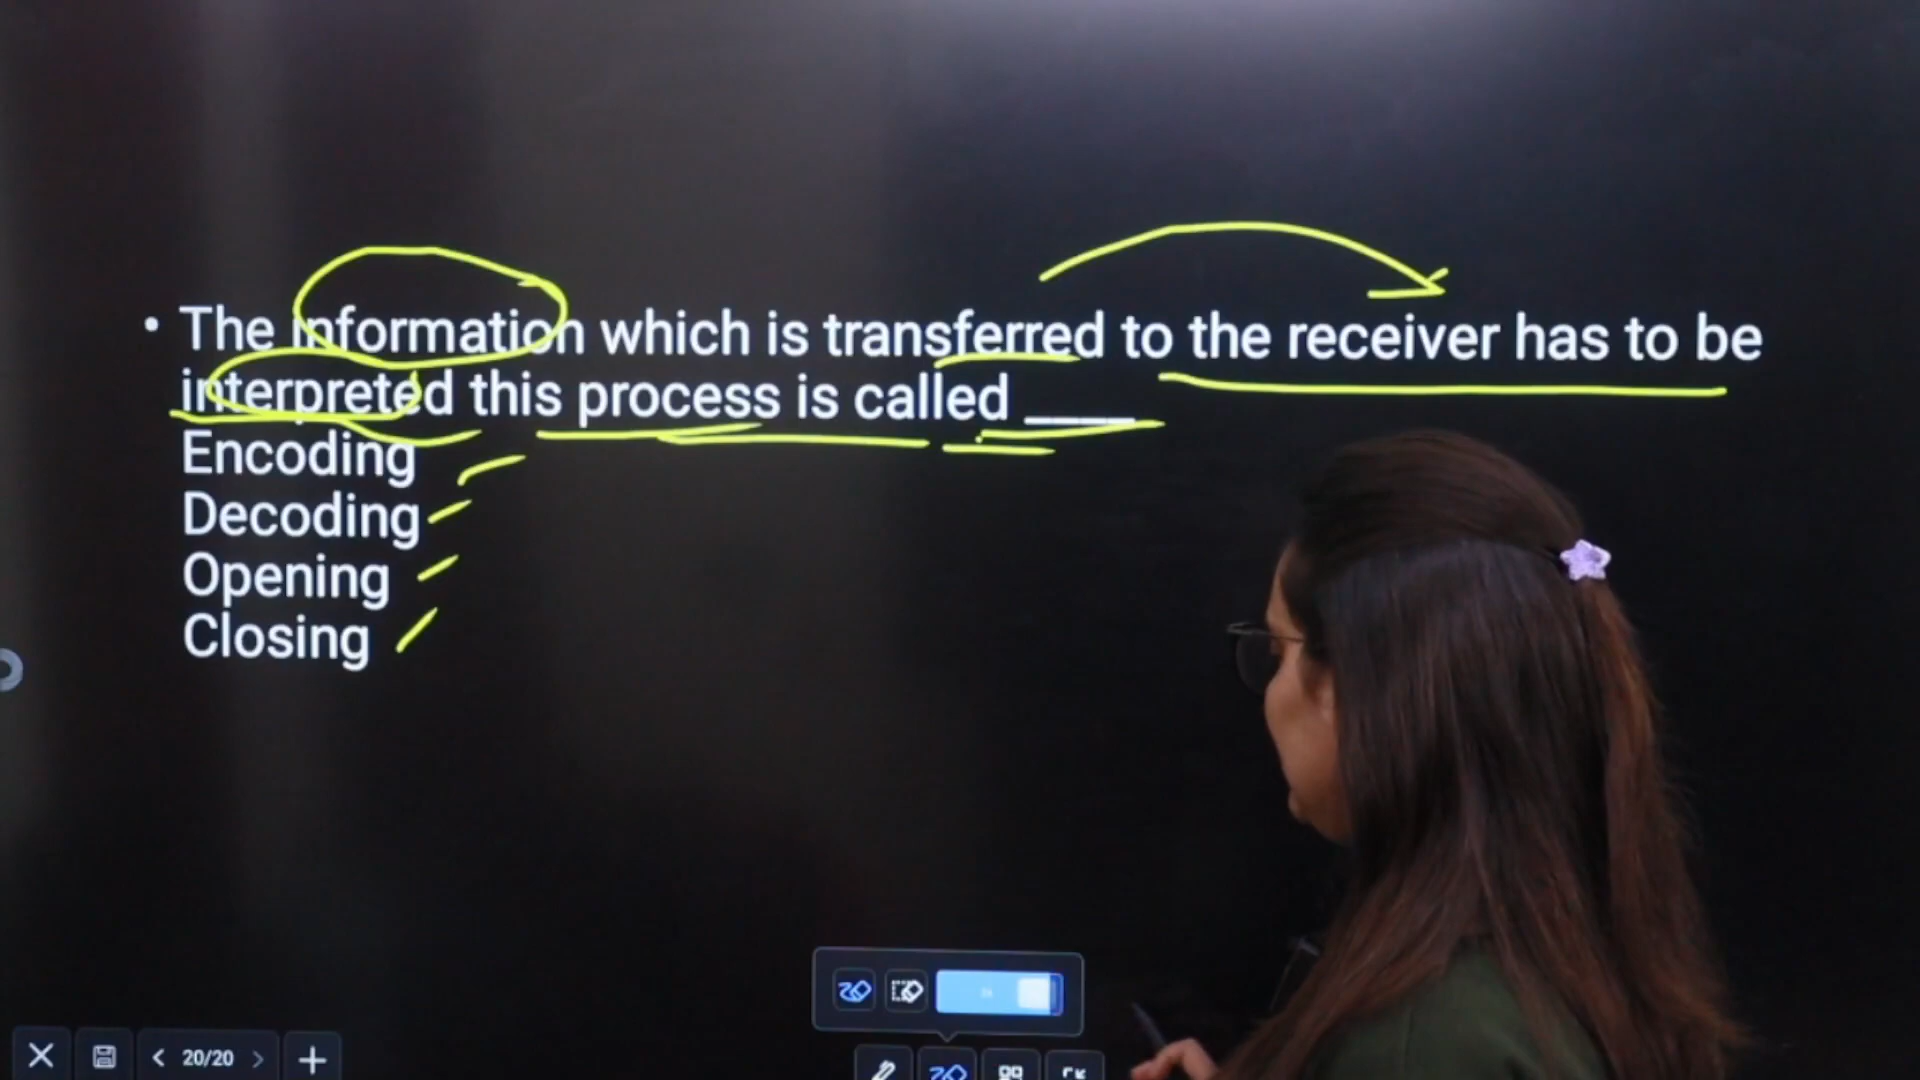 • The information which is transferred to the receiver has to be
interpreted this process is called ____
Encoding
Decoding
Opening
Closing
20/20